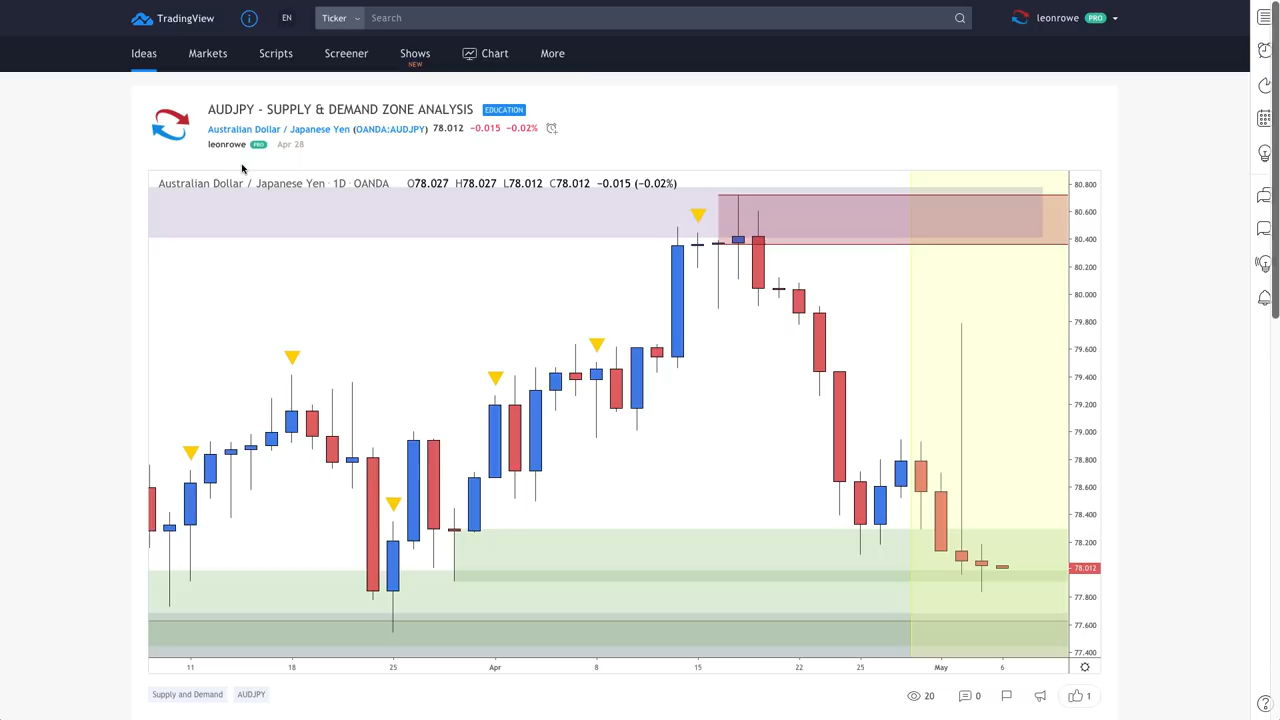 TradingView
EN
Ticker
Search
leonrowe PRO
Ideas
Markets
Scripts
Screener
Shows
NEW
Chart
More
AUDJPY - SUPPLY & DEMAND ZONE ANALYSIS EDUCATION
Australian Dollar / Japanese Yen (OANDA:AUDJPY) 78.012 −0.015 −0.02%
leonrowe PRO Apr 28
Australian Dollar / Japanese Yen · 1D · OANDA O78.027 H78.027 L78.012 C78.012 −0.015 (−0.02%)
80.800
80.600
80.400
80.200
80.000
79.800
79.600
79.400
79.200
79.000
78.800
78.600
78.400
78.200
78.012
77.800
77.600
77.400
11 18 25 Apr 8 15 22 25 May 6
Supply and Demand
AUDJPY
20
0
1